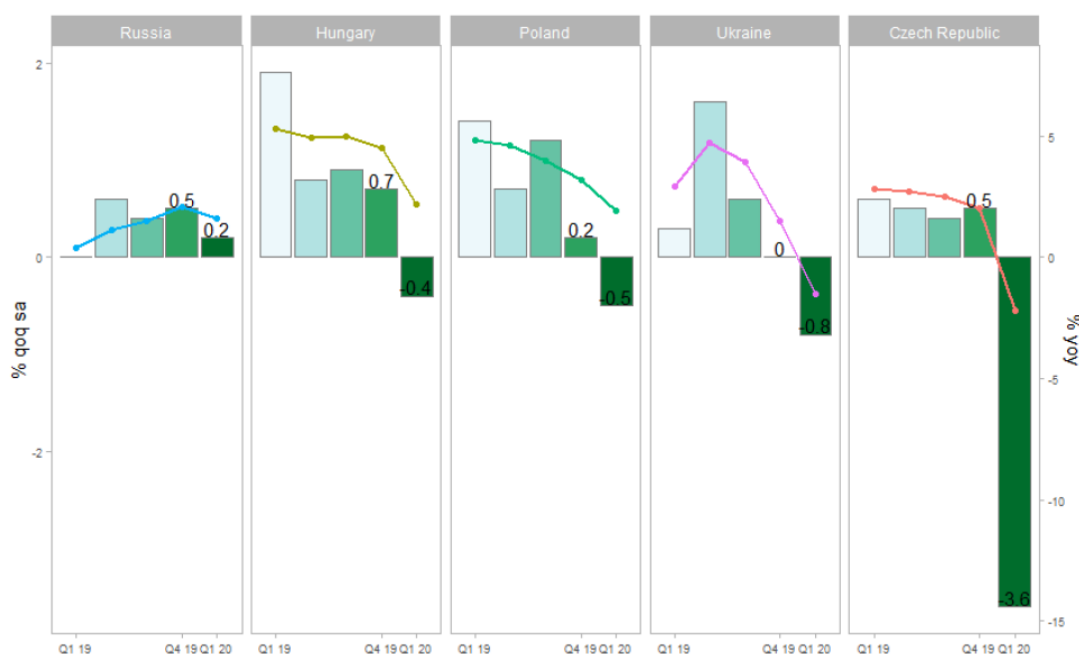 Russia
Hungary
Poland
Ukraine
Czech Republic
2
0
-2
% qoq sa
0.5
0.2
0.7
-0.4
0.2
-0.5
0
-0.8
0.5
-3.6
5
0
-5
-10
-15
% yoy
Q1 19 Q4 19 Q1 20
Q1 19 Q4 19 Q1 20
Q1 19 Q4 19 Q1 20
Q1 19 Q4 19 Q1 20
Q1 19 Q4 19 Q1 20